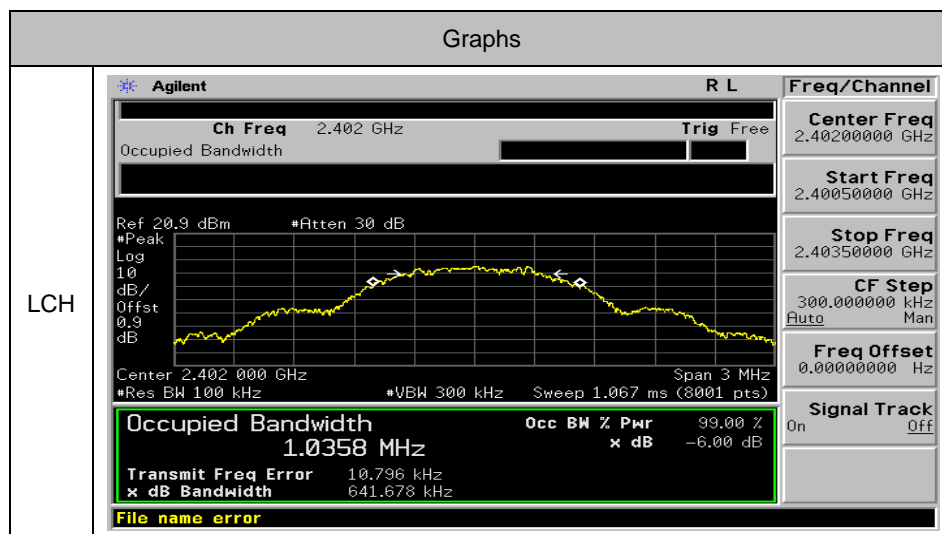 Graphs
LCH
Agilent R L
Ch Freq 2.402 GHz Trig Free
Occupied Bandwidth
Ref 20.9 dBm #Atten 30 dB
#Peak
Log
10
dB/
Offst
0.9
dB
Center 2.402 000 GHz Span 3 MHz
#Res BW 100 kHz #VBW 300 kHz Sweep 1.067 ms (8001 pts)
Occupied Bandwidth Occ BW % Pwr 99.00 %
1.0358 MHz x dB -6.00 dB
Transmit Freq Error 10.796 kHz
x dB Bandwidth 641.678 kHz
File name error
Freq/Channel
Center Freq
2.40200000 GHz
Start Freq
2.40050000 GHz
Stop Freq
2.40350000 GHz
CF Step
300.000000 kHz
Auto Man
Freq Offset
0.00000000 Hz
Signal Track
On Off